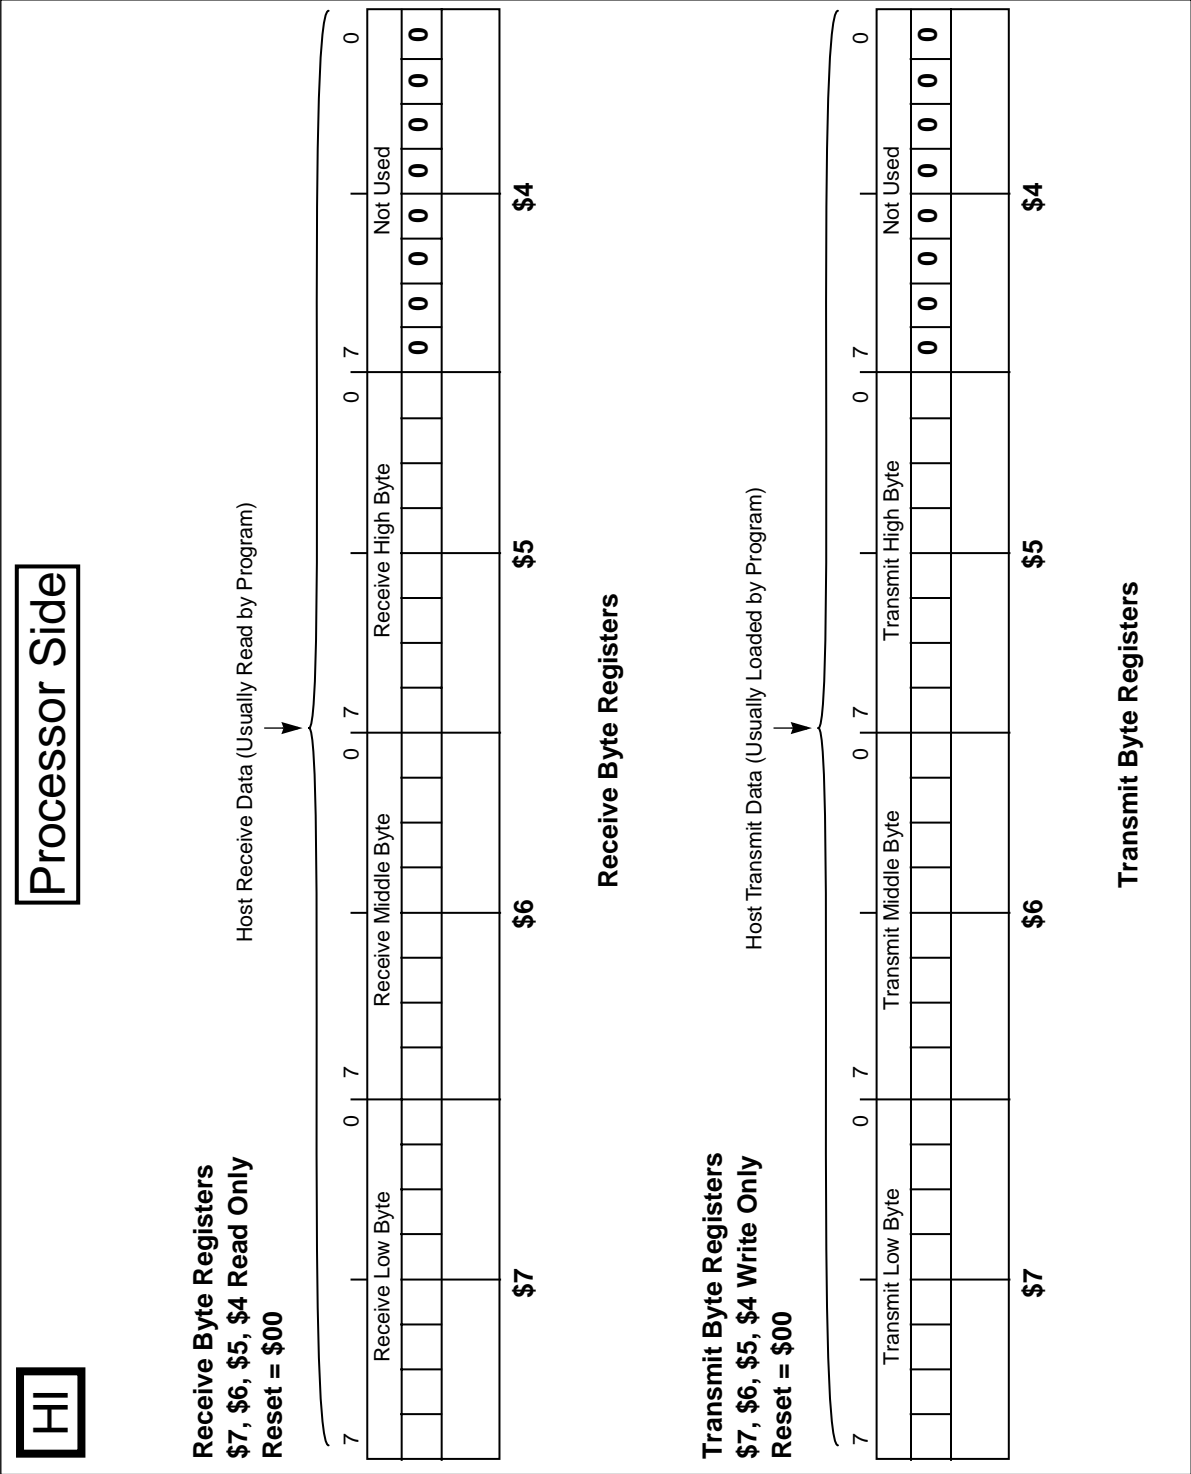 HI
Processor Side
Receive Byte Registers
$7, $6, $5, $4 Read Only
Reset = $00
Host Receive Data (Usually Read by Program)
7 0 7 0 7 0 7 0
Receive Low Byte Receive Middle Byte Receive High Byte Not Used
0 0 0 0 0 0 0 0
$7 $6 $5 $4
Receive Byte Registers
Transmit Byte Registers
$7, $6, $5, $4 Write Only
Reset = $00
Host Transmit Data (Usually Loaded by Program)
7 0 7 0 7 0 7 0
Transmit Low Byte Transmit Middle Byte Transmit High Byte Not Used
0 0 0 0 0 0 0 0
$7 $6 $5 $4
Transmit Byte Registers